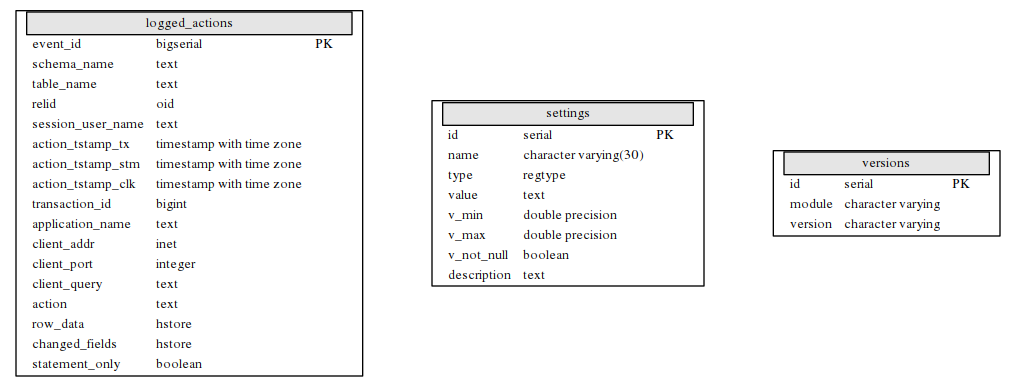 logged_actions
event_id bigserial PK
schema_name text
table_name text
relid oid
session_user_name text
action_tstamp_tx timestamp with time zone
action_tstamp_stm timestamp with time zone
action_tstamp_clk timestamp with time zone
transaction_id bigint
application_name text
client_addr inet
client_port integer
client_query text
action text
row_data hstore
changed_fields hstore
statement_only boolean
settings
id serial PK
name character varying(30)
type regtype
value text
v_min double precision
v_max double precision
v_not_null boolean
description text
versions
id serial PK
module character varying
version character varying